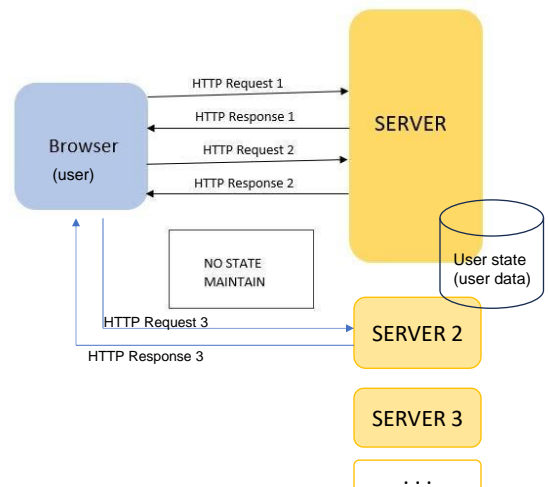 HTTP Request 1
HTTP Response 1
SERVER
Browser
(user)
HTTP Request 2
HTTP Response 2
User state
(user data)
NO STATE
MAINTAIN
HTTP Request 3
SERVER 2
HTTP Response 3
SERVER 3
. . .